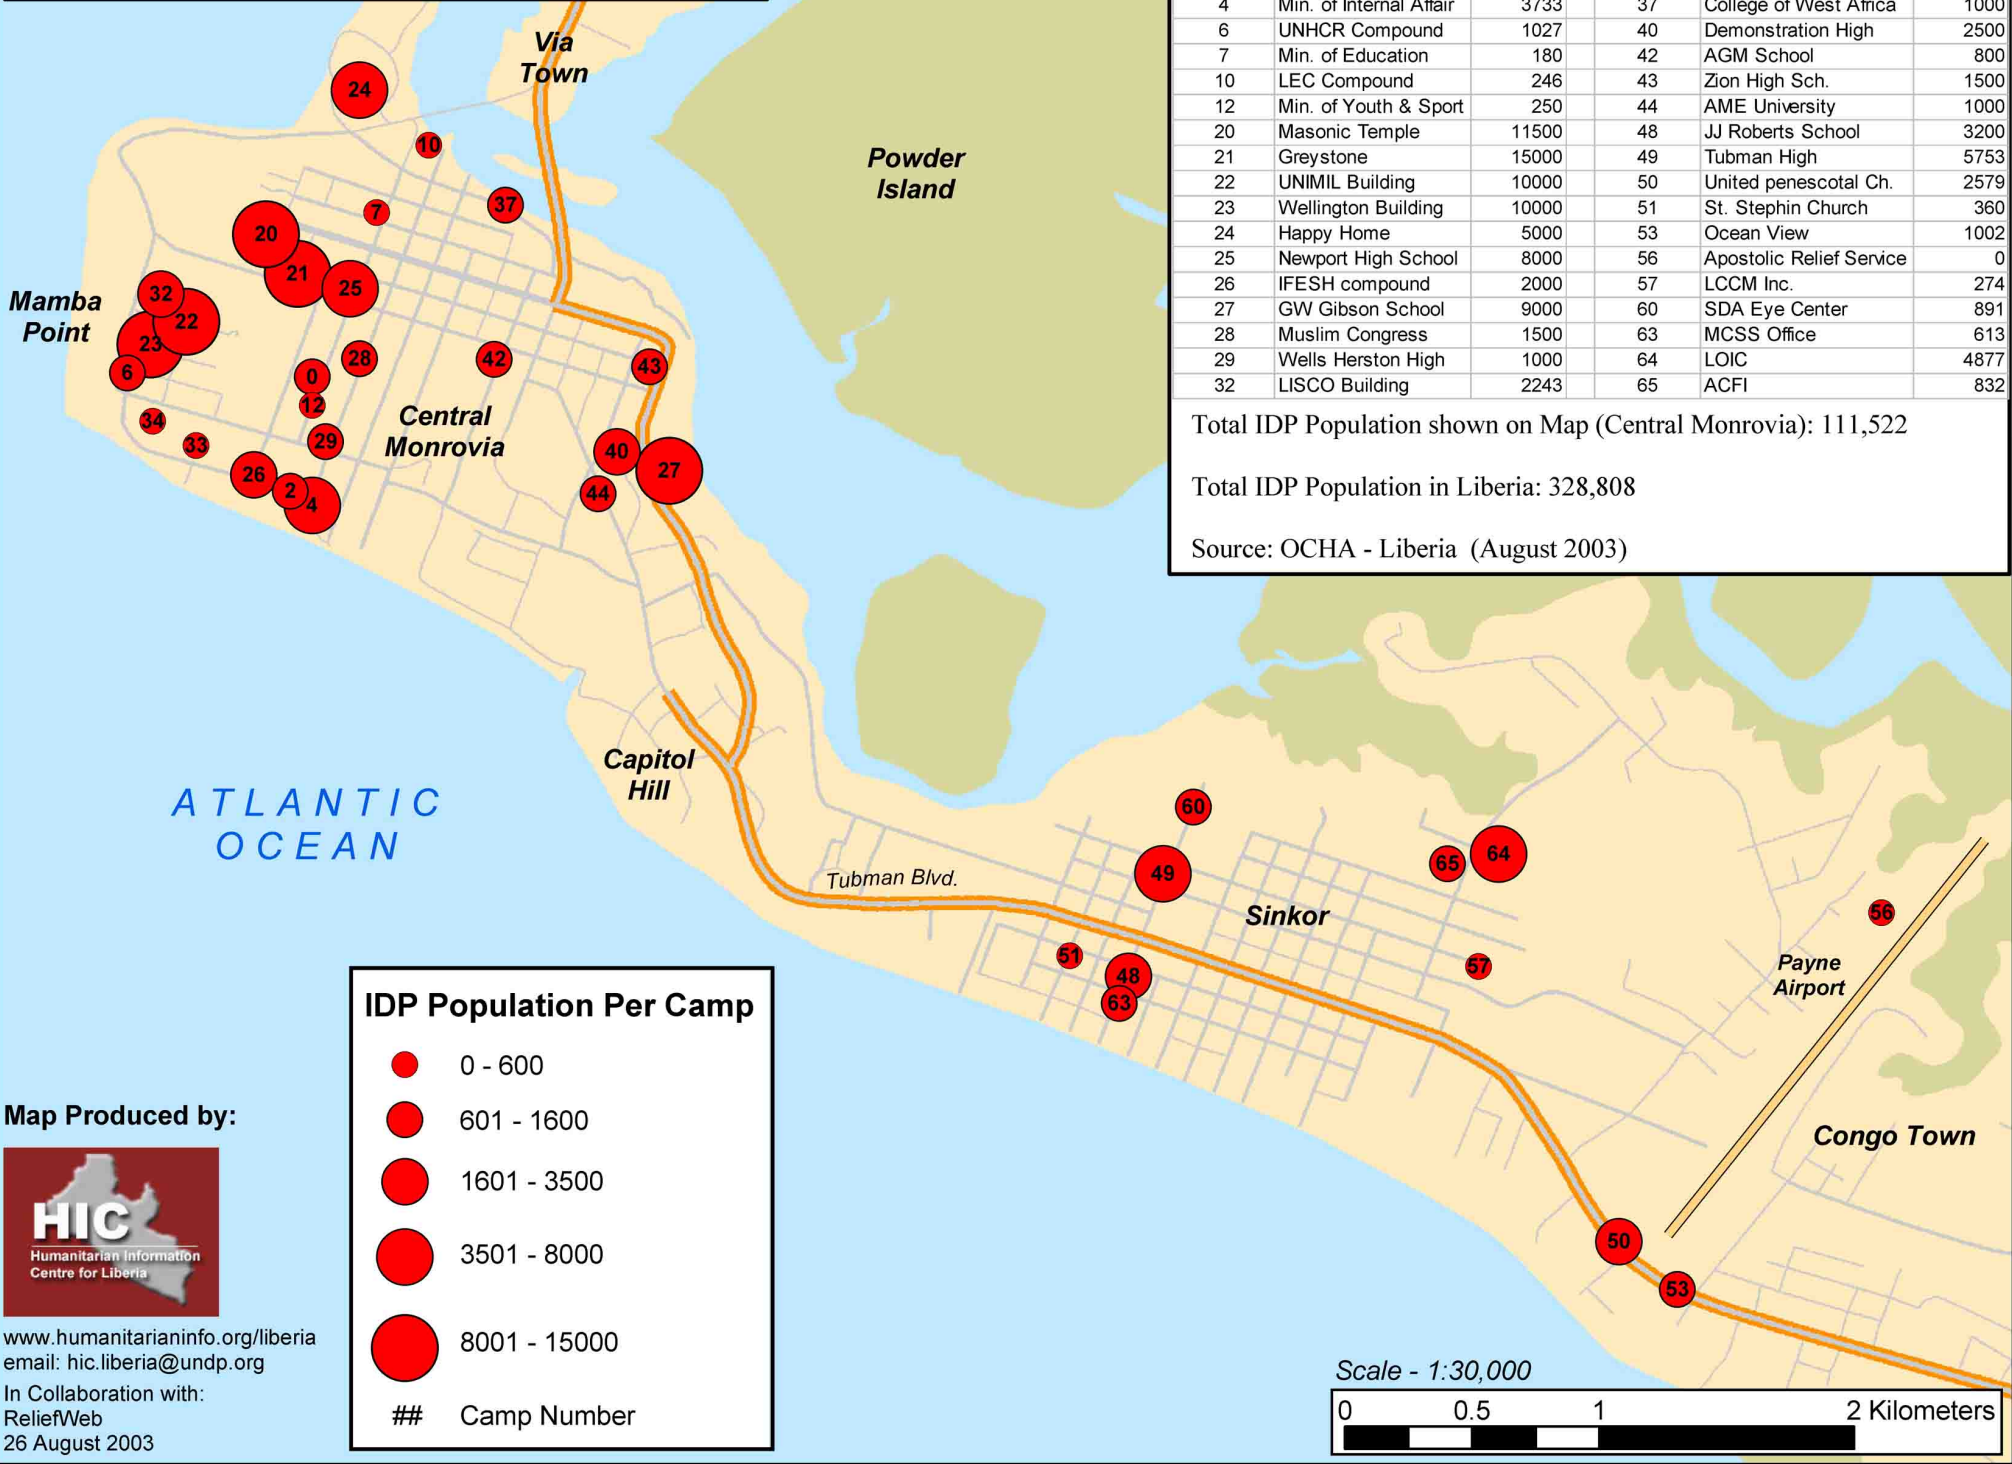 4 Min. of Internal Affair 3733 37 College of West Africa 1000
6 UNHCR Compound 1027 40 Demonstration High 2500
7 Min. of Education 180 42 AGM School 800
10 LEC Compound 246 43 Zion High Sch. 1500
12 Min. of Youth & Sport 250 44 AME University 1000
20 Masonic Temple 11500 48 JJ Roberts School 3200
21 Greystone 15000 49 Tubman High 5753
22 UNIMIL Building 10000 50 United penescotal Ch. 2579
23 Wellington Building 10000 51 St. Stephin Church 360
24 Happy Home 5000 53 Ocean View 1002
25 Newport High School 8000 56 Apostolic Relief Service 0
26 IFESH compound 2000 57 LCCM Inc. 274
27 GW Gibson School 9000 60 SDA Eye Center 891
28 Muslim Congress 1500 63 MCSS Office 613
29 Wells Herston High 1000 64 LOIC 4877
32 LISCO Building 2243 65 ACFI 832
Total IDP Population shown on Map (Central Monrovia): 111,522
Total IDP Population in Liberia: 328,808
Source: OCHA - Liberia (August 2003)
Via
Town
24
10
Powder
Island
7
37
20
21
25
32
22
Mamba
Point
23
6
28
42
43
0
12
34
33
29
Central
Monrovia
40
27
26
2
4
44
Capitol
Hill
ATLANTIC
OCEAN
60
49
65
64
Tubman Blvd.
Sinkor
56
51
48
63
57
Payne
Airport
Congo Town
50
53
IDP Population Per Camp
0 - 600
601 - 1600
1601 - 3500
3501 - 8000
8001 - 15000
## Camp Number
Map Produced by:
HIC
Humanitarian Information
Centre for Liberia
www.humanitarianinfo.org/liberia
email: hic.liberia@undp.org
In Collaboration with:
ReliefWeb
26 August 2003
Scale - 1:30,000
0 0.5 1 2 Kilometers